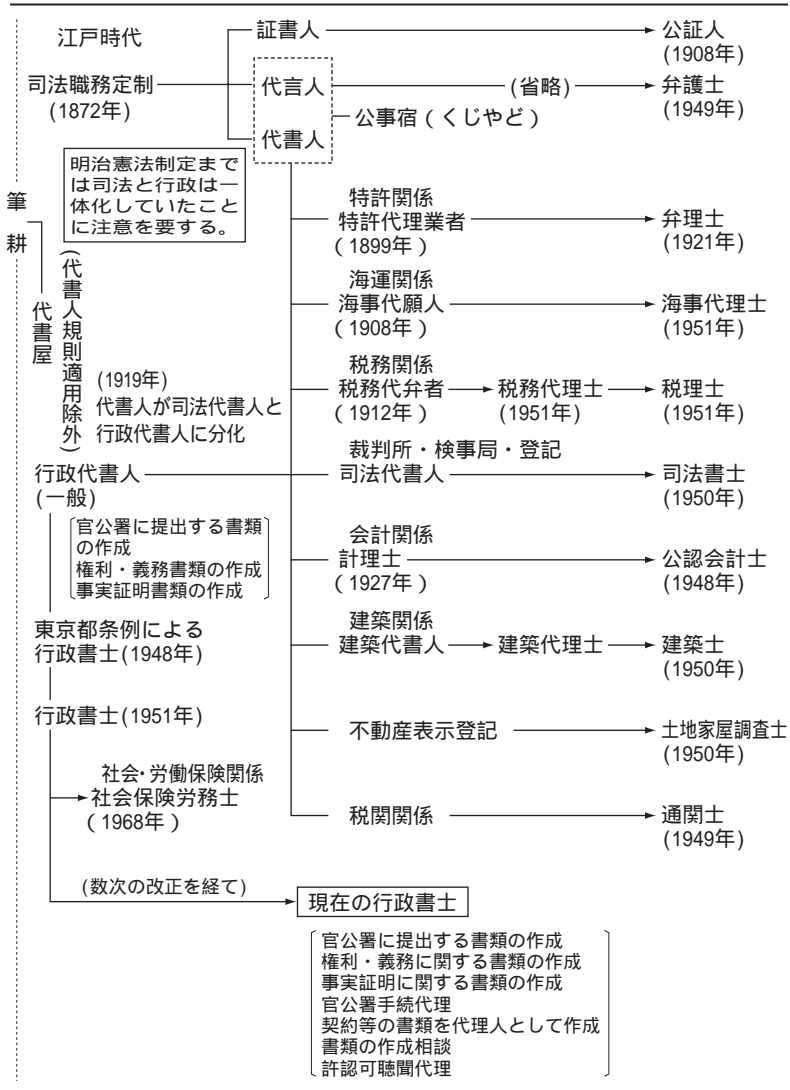 江戸時代
証書人
公証人
(1908年)
司法職務定制
(1872年)
代言人
(省略)
弁護士
(1949年)
代書人
公事宿(くじやど)
明治憲法制定まで
は司法と行政は一
体化していたこと
に注意を要する。
筆耕
代書屋
(代書人規則適用除外)
特許関係
特許代理業者
(1899年)
弁理士
(1921年)
海運関係
海事代願人
(1908年)
海事代理士
(1951年)
(1919年)
代書人が司法代書人と
行政代書人に分化
税務関係
税務代弁者
(1912年)
税務代理士
(1951年)
税理士
(1951年)
裁判所・検事局・登記
司法代書人
司法書士
(1950年)
行政代書人
(一般)
官公署に提出する書類
の作成
権利・義務書類の作成
事実証明書類の作成
会計関係
計理士
(1927年)
公認会計士
(1948年)
東京都条例による
行政書士(1948年)
建築関係
建築代書人
建築代理士
建築士
(1950年)
行政書士(1951年)
不動産表示登記
土地家屋調査士
(1950年)
社会・労働保険関係
社会保険労務士
(1968年)
税関関係
通関士
(1949年)
(数次の改正を経て)
現在の行政書士
官公署に提出する書類の作成
権利・義務に関する書類の作成
事実証明に関する書類の作成
官公署手続代理
契約等の書類を代理人として作成
書類の作成相談
許認可聴聞代理